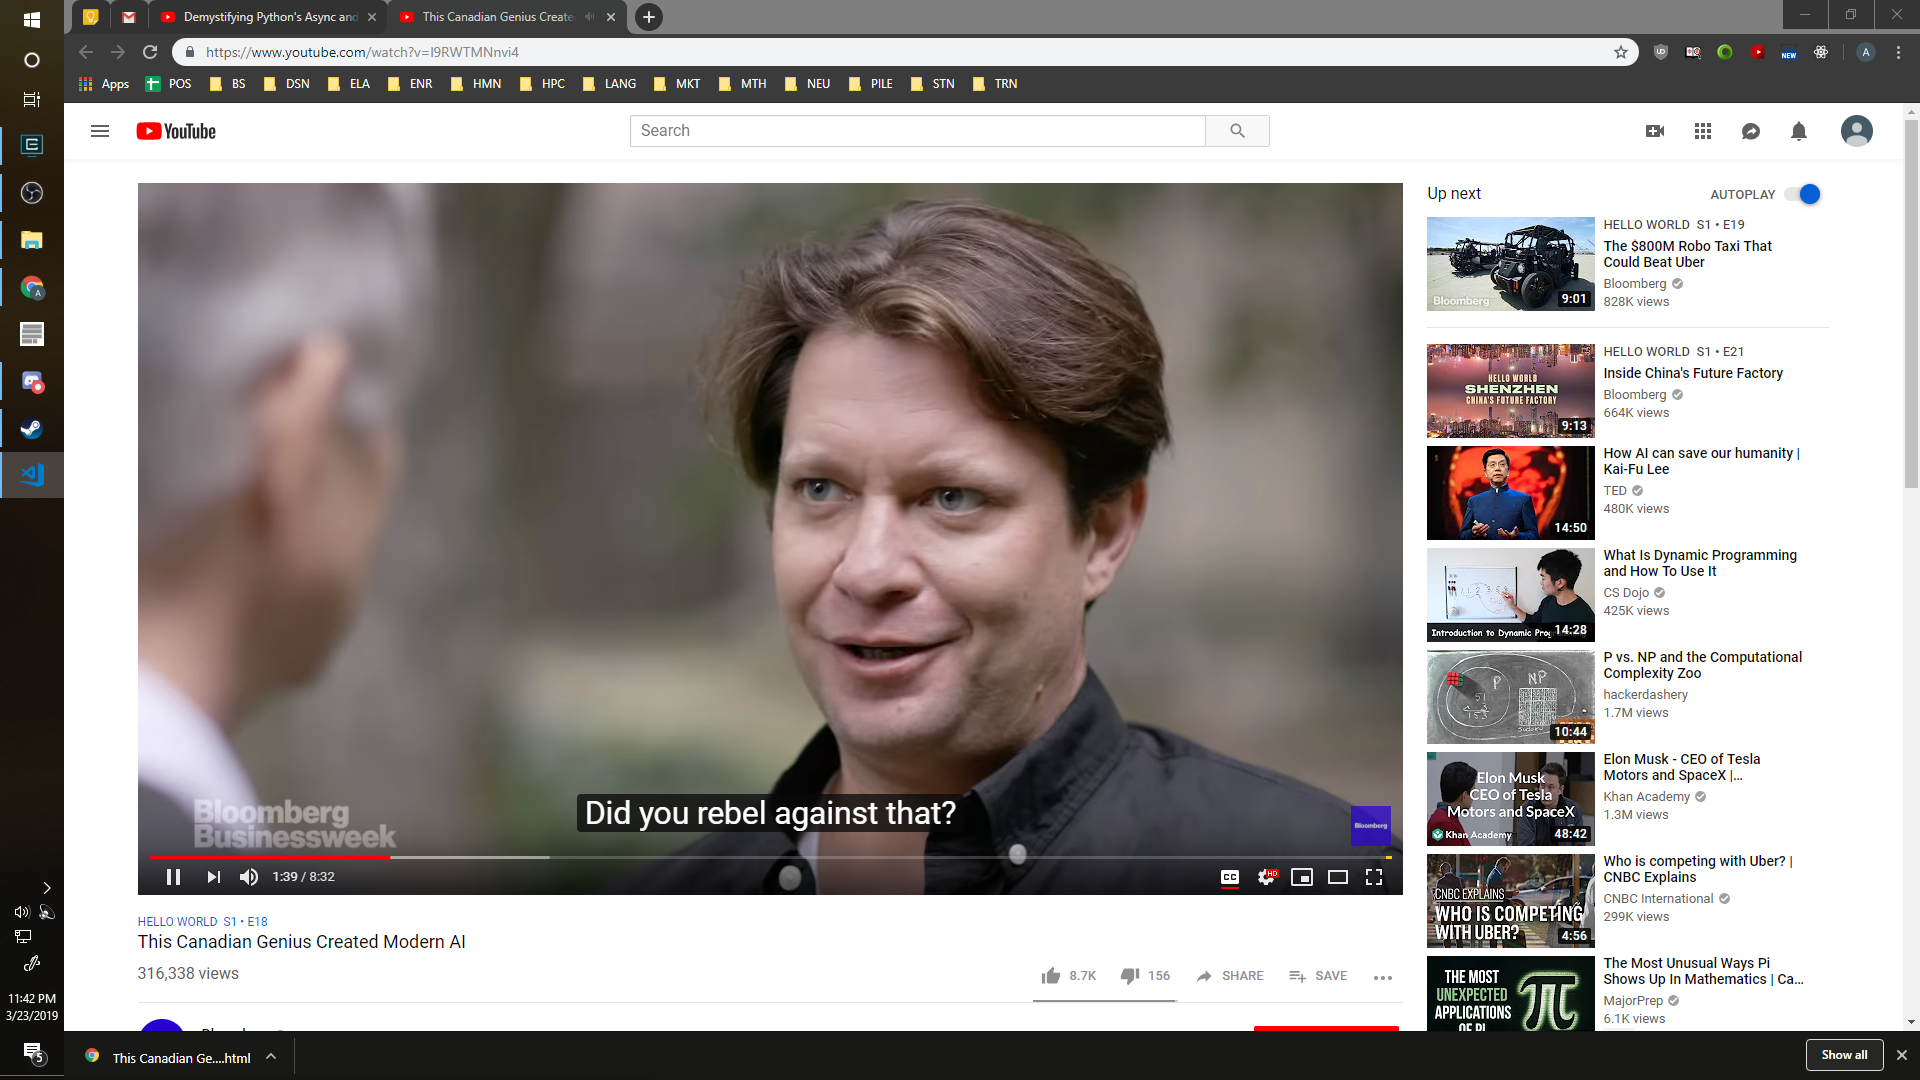 Demystifying Python's Async and
This Canadian Genius Create
https://www.youtube.com/watch?v=I9RWTMNnvi4
Apps
POS
BS
DSN
ELA
ENR
HMN
HPC
LANG
MKT
MTH
NEU
PILE
STN
TRN
NEW
A
YouTube
Search
Did you rebel against that?
Bloomberg
Businessweek
Bloomberg
1:39 / 8:32
CC
HD
HELLO WORLD S1 • E18
This Canadian Genius Created Modern AI
316,338 views
8.7K
156
SHARE
SAVE
Up next
AUTOPLAY
Bloomberg
9:01
HELLO WORLD S1 • E19
The $800M Robo Taxi That
Could Beat Uber
Bloomberg
828K views
HELLO WORLD
SHENZHEN
CHINA'S FUTURE FACTORY
9:13
HELLO WORLD S1 • E21
Inside China's Future Factory
Bloomberg
664K views
14:50
How AI can save our humanity |
Kai-Fu Lee
TED
480K views
Introduction to Dynamic Pro
14:28
What Is Dynamic Programming
and How To Use It
CS Dojo
425K views
P
NP
10:44
P vs. NP and the Computational
Complexity Zoo
hackerdashery
1.7M views
Elon Musk
CEO of Tesla
Motors and SpaceX
Khan Academy
48:42
Elon Musk - CEO of Tesla
Motors and SpaceX |...
Khan Academy
1.3M views
CNBC EXPLAINS
WHO IS COMPETING
WITH UBER?
4:56
Who is competing with Uber? |
CNBC Explains
CNBC International
299K views
THE MOST
UNEXPECTED
APPLICATIONS
OF PI
π
The Most Unusual Ways Pi
Shows Up In Mathematics | Ca...
MajorPrep
6.1K views
11:42 PM
3/23/2019
5
This Canadian Ge....html
Show all